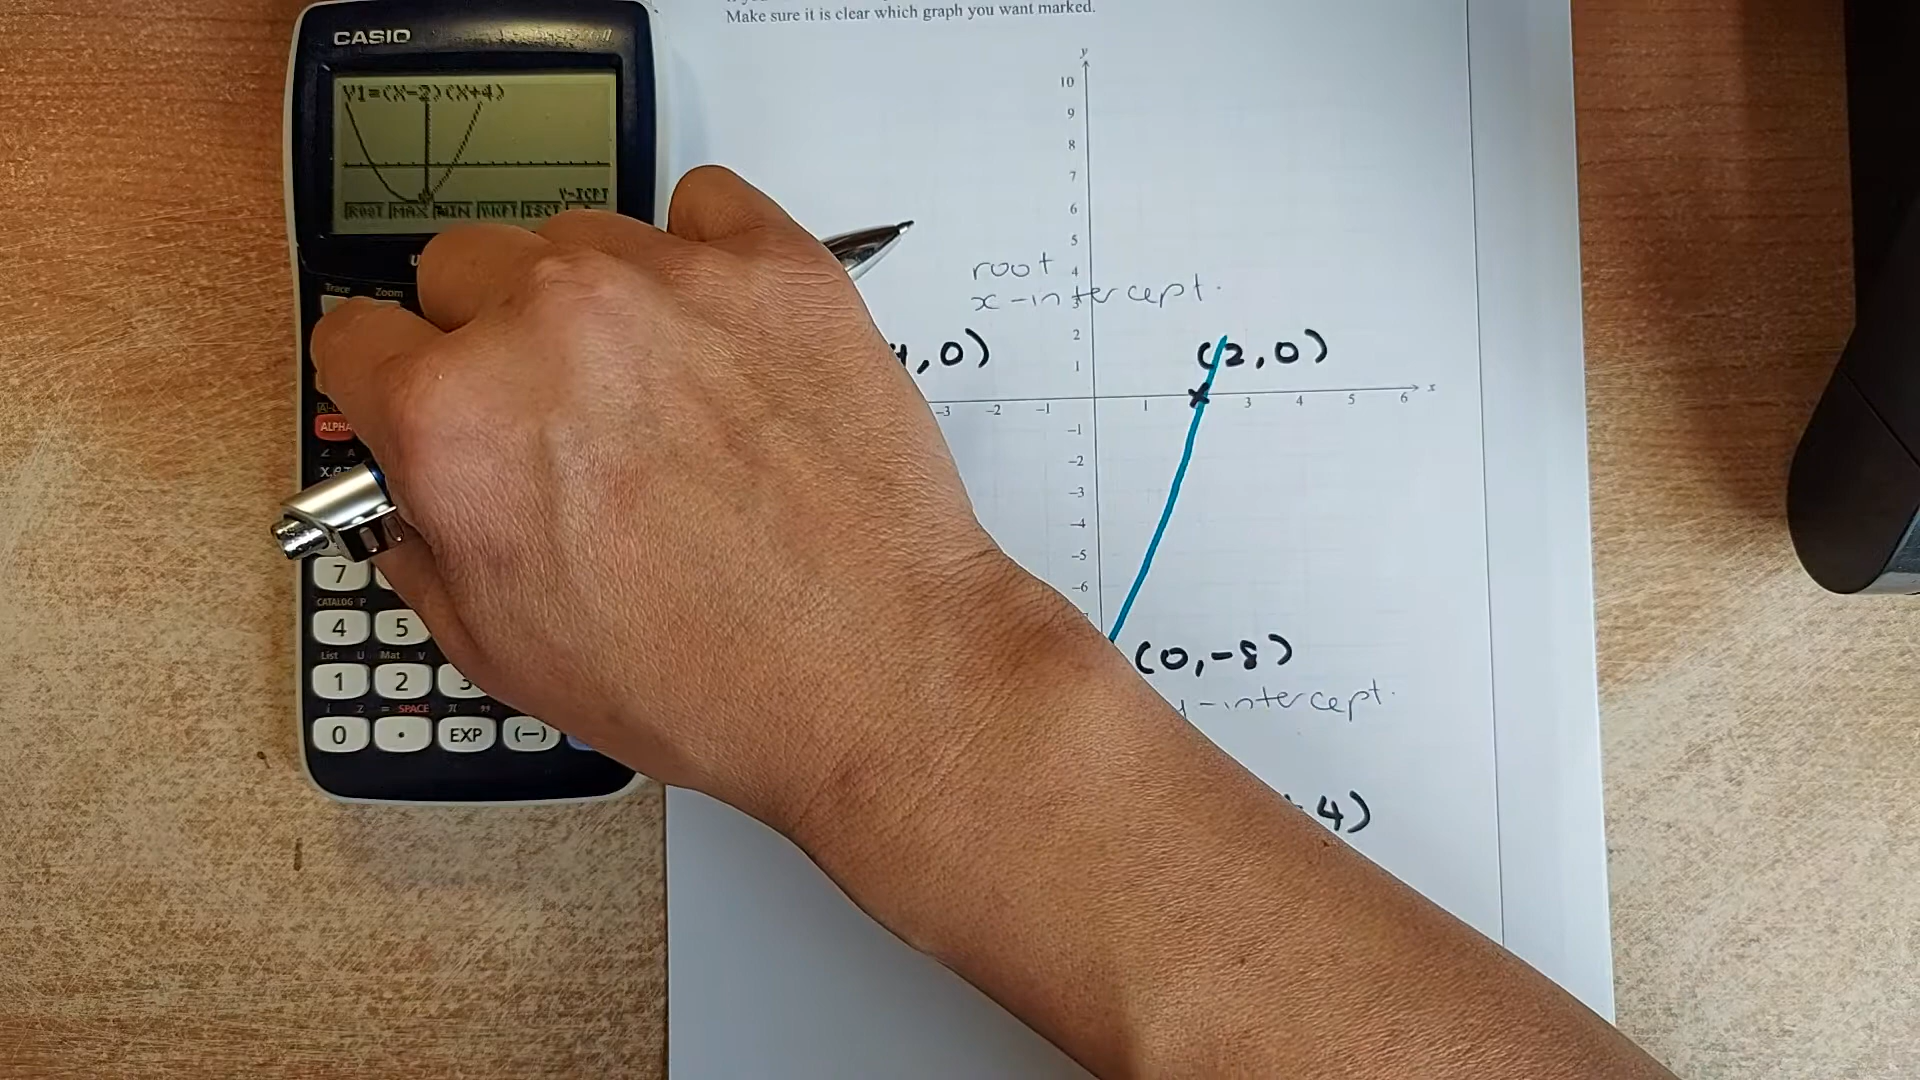 Make sure it is clear which graph you want marked.
CASIO
Y1=(X-2)(X+4)
Y-ICPT
ROOT MAX MIN Y-ICPT ISCT
Trace Zoom
ALPHA
7
CATALOG P
4 5
List U Mat V
1 2 3
i Z = SPACE π "
0 . EXP (−)
y
10
9
8
7
6
5
4
3
2
1
root
x-intercept.
,0)
(2,0)
x
-3 -2 -1 1 3 4 5 6
-1
-2
-3
-4
-5
-6
(0,-8)
-intercept.
4)